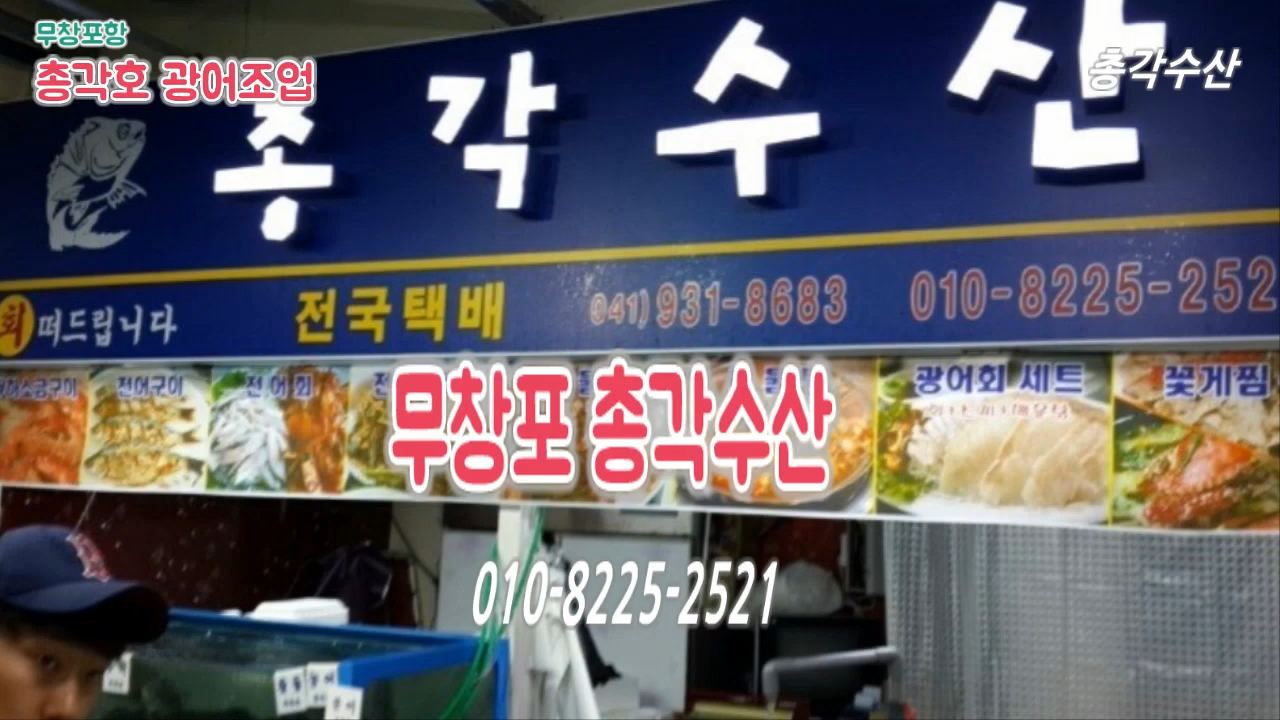 무창포항
총각호 광어조업
총각수산
총각수산
회 떠드립니다
전국택배
041)931-8683
010-8225-252
전어구이
전어회
광어회 세트
꽃게찜
무창포 총각수산
010-8225-2521